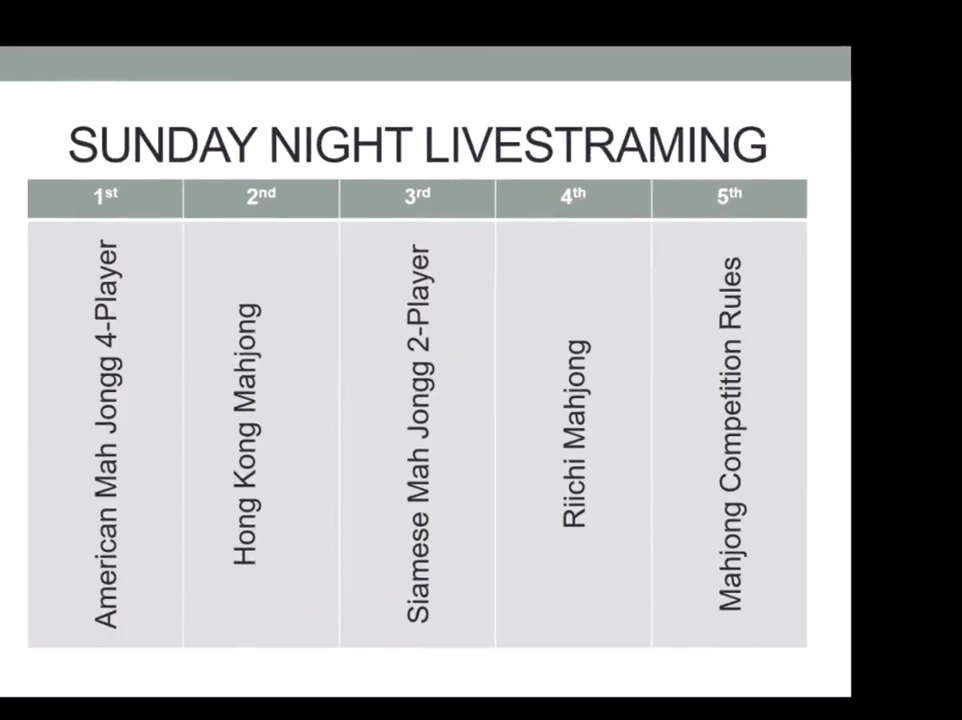 SUNDAY NIGHT LIVESTRAMING
1st
2nd
3rd
4th
5th
American Mah Jongg 4-Player
Hong Kong Mahjong
Siamese Mah Jongg 2-Player
Riichi Mahjong
Mahjong Competition Rules